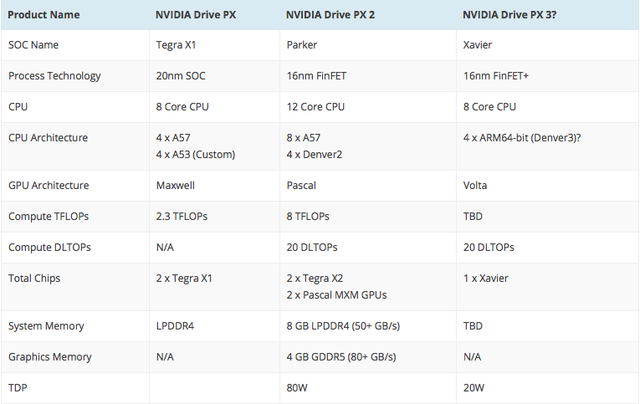 Product Name NVIDIA Drive PX NVIDIA Drive PX 2 NVIDIA Drive PX 3?
SOC Name Tegra X1 Parker Xavier
Process Technology 20nm SOC 16nm FinFET 16nm FinFET+
CPU 8 Core CPU 12 Core CPU 8 Core CPU
CPU Architecture 4 x A57 8 x A57 4 x ARM64-bit (Denver3)?
4 x A53 (Custom) 4 x Denver2
GPU Architecture Maxwell Pascal Volta
Compute TFLOPs 2.3 TFLOPs 8 TFLOPs TBD
Compute DLTOPs N/A 20 DLTOPs 20 DLTOPs
Total Chips 2 x Tegra X1 2 x Tegra X2 1 x Xavier
2 x Pascal MXM GPUs
System Memory LPDDR4 8 GB LPDDR4 (50+ GB/s) TBD
Graphics Memory N/A 4 GB GDDR5 (80+ GB/s) N/A
TDP 80W 20W